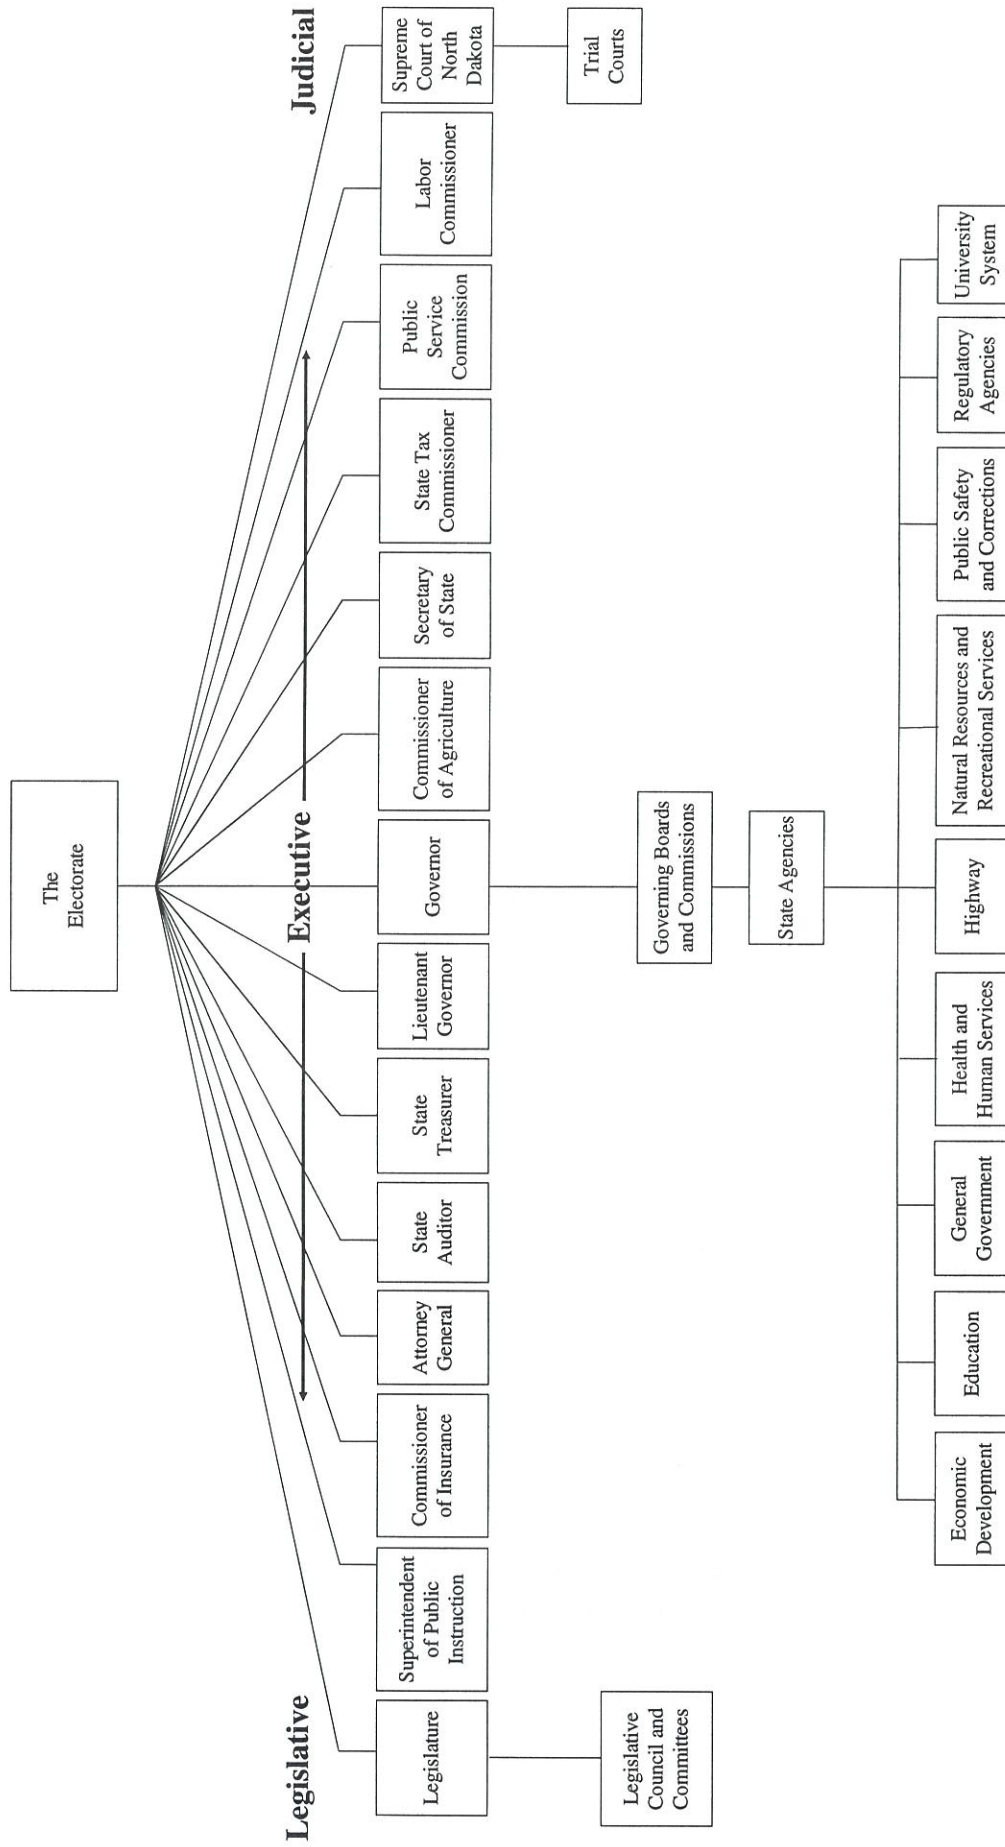 The
Electorate
Legislative
Executive
Judicial
Legislature
Superintendent
of Public
Instruction
Commissioner
of Insurance
Attorney
General
State
Auditor
State
Treasurer
Lieutenant
Governor
Governor
Commissioner
of Agriculture
Secretary
of State
State Tax
Commissioner
Public
Service
Commission
Labor
Commissioner
Supreme
Court of
North
Dakota
Legislative
Council and
Committees
Governing Boards
and Commissions
Trial
Courts
State Agencies
Economic
Development
Education
General
Government
Health and
Human Services
Highway
Natural Resources and
Recreational Services
Public Safety
and Corrections
Regulatory
Agencies
University
System